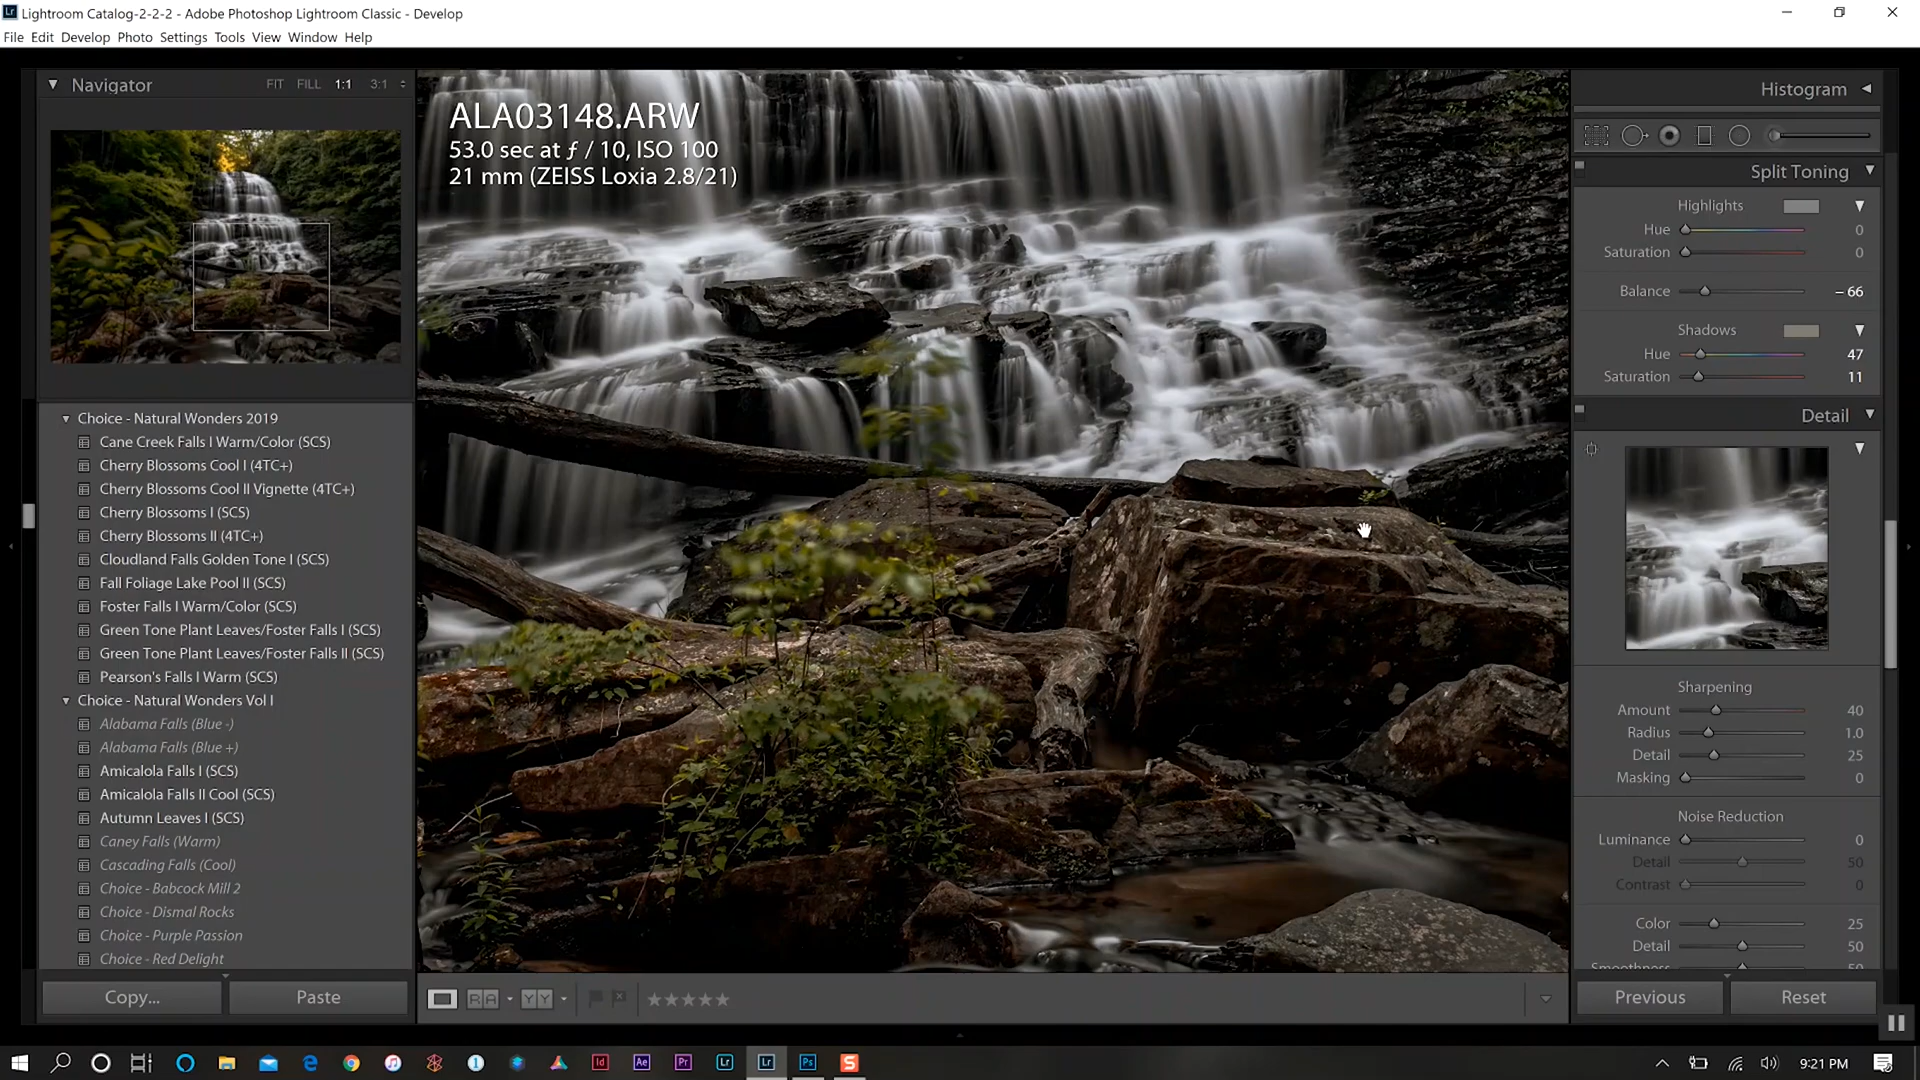 Lightroom Catalog-2-2-2 - Adobe Photoshop Lightroom Classic - Develop
File Edit Develop Photo Settings Tools View Window Help
Navigator FIT FILL 1:1 3:1
Choice - Natural Wonders 2019
Cane Creek Falls I Warm/Color (SCS)
Cherry Blossoms Cool I (4TC+)
Cherry Blossoms Cool II Vignette (4TC+)
Cherry Blossoms I (SCS)
Cherry Blossoms II (4TC+)
Cloudland Falls Golden Tone I (SCS)
Fall Foliage Lake Pool II (SCS)
Foster Falls I Warm/Color (SCS)
Green Tone Plant Leaves/Foster Falls I (SCS)
Green Tone Plant Leaves/Foster Falls II (SCS)
Pearson's Falls I Warm (SCS)
Choice - Natural Wonders Vol I
Alabama Falls (Blue -)
Alabama Falls (Blue +)
Amicalola Falls I (SCS)
Amicalola Falls II Cool (SCS)
Autumn Leaves I (SCS)
Caney Falls (Warm)
Cascading Falls (Cool)
Choice - Babcock Mill 2
Choice - Dismal Rocks
Choice - Purple Passion
Choice - Red Delight
Copy... Paste
ALA03148.ARW
53.0 sec at ƒ / 10, ISO 100
21 mm (ZEISS Loxia 2.8/21)
R A Y Y
Histogram
Split Toning
Highlights
Hue 0
Saturation 0
Balance – 66
Shadows
Hue 47
Saturation 11
Detail
Sharpening
Amount 40
Radius 1.0
Detail 25
Masking 0
Noise Reduction
Luminance 0
Detail 50
Contrast 0
Color 25
Detail 50
Smoothness 50
Previous Reset
Id Ae Pr Lr Lr Ps S
9:21 PM